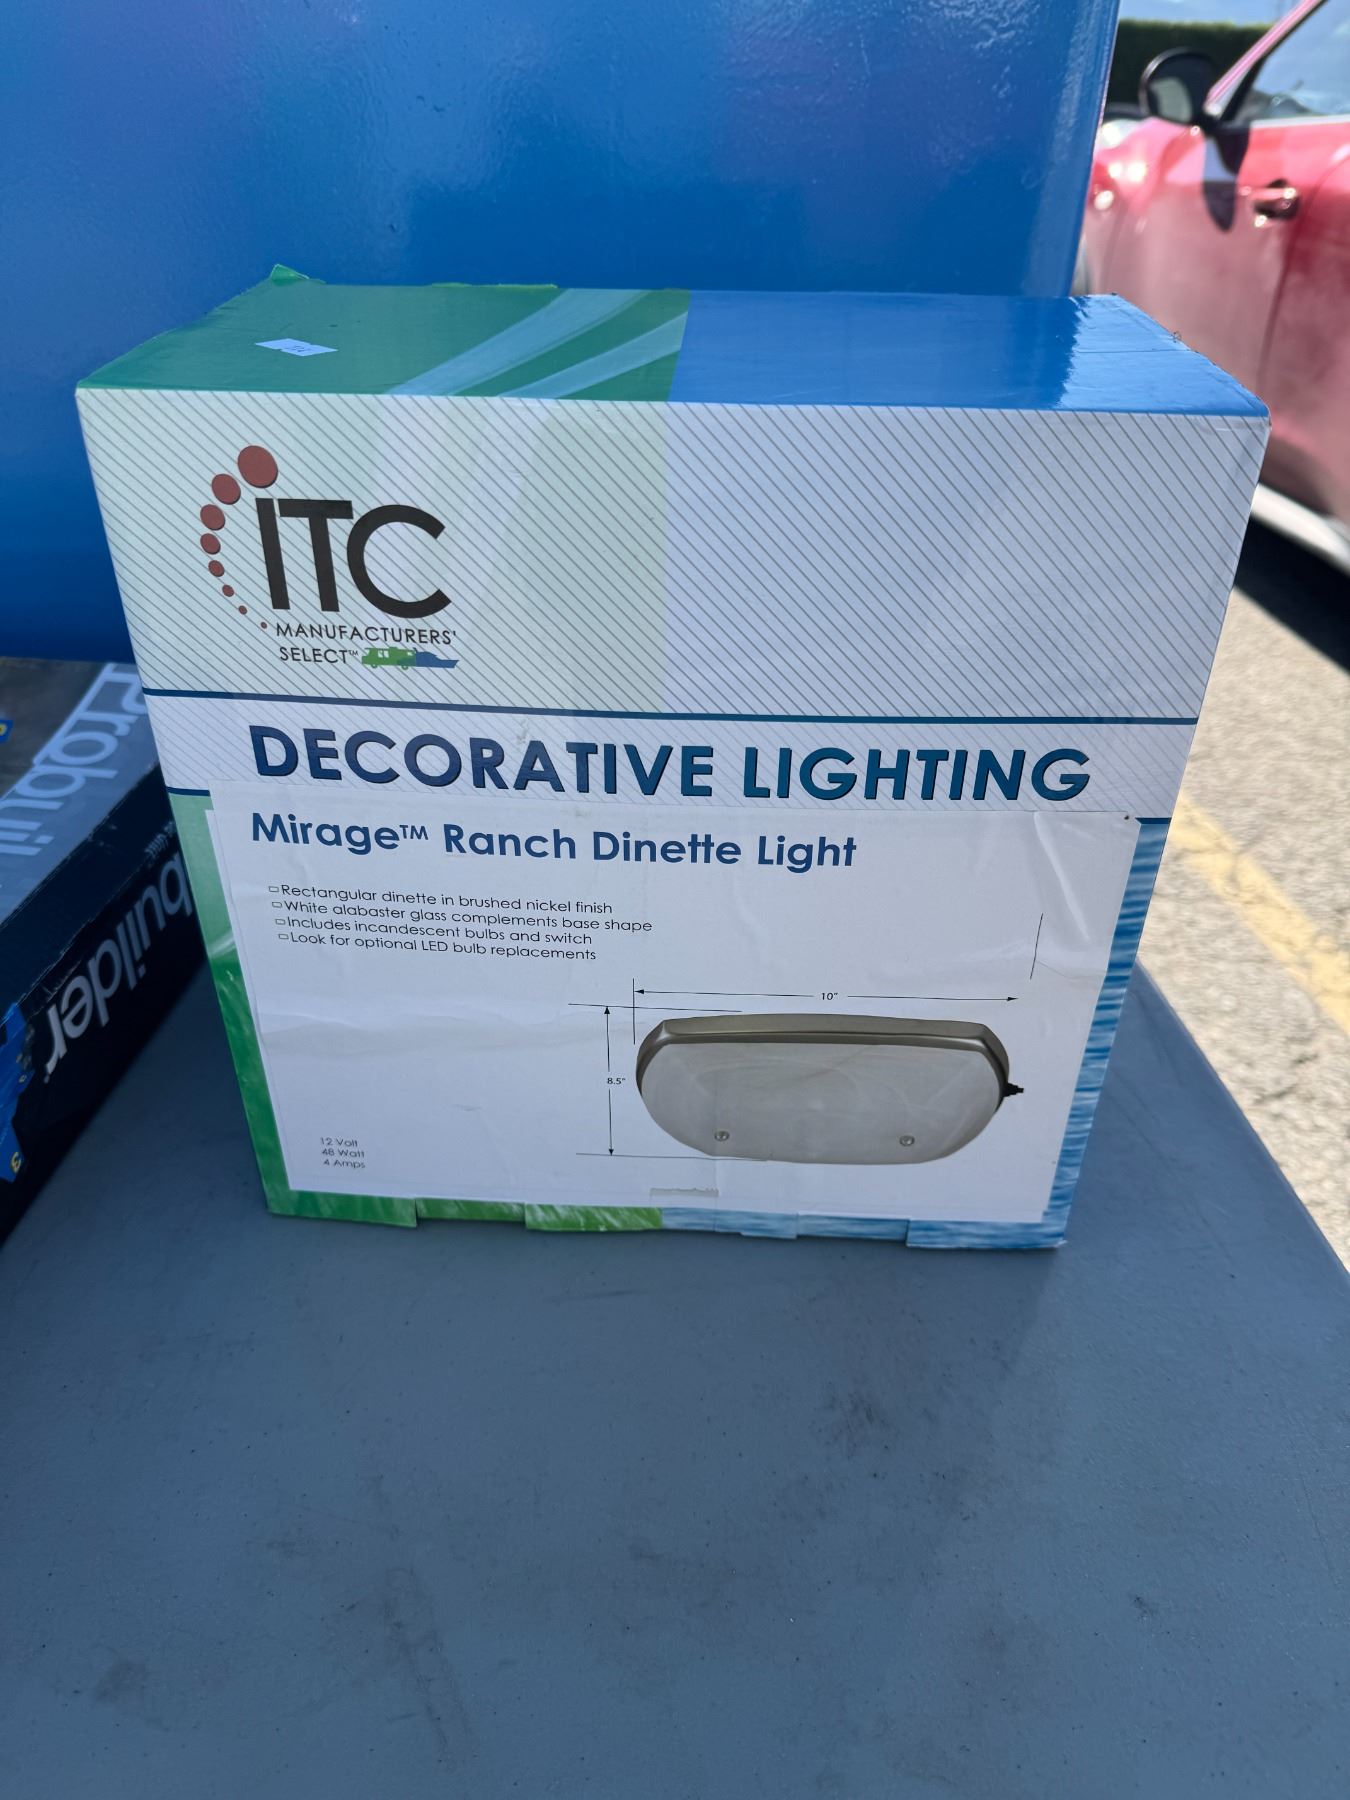 ITC
MANUFACTURERS'
SELECT™
DECORATIVE LIGHTING
Mirage™ Ranch Dinette Light
▭Rectangular dinette in brushed nickel finish
▭White alabaster glass complements base shape
▭Includes incandescent bulbs and switch
▭Look for optional LED bulb replacements
10"
8.5"
12 Volt
48 Watt
4 Amps
Probuil
builder
3